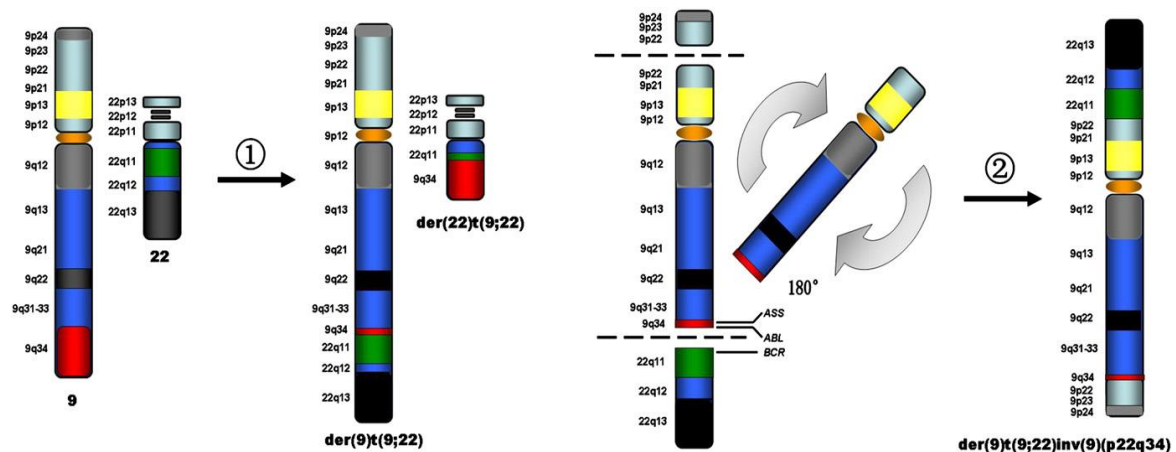 9p24
9p23
9p22
9p21
9p13
9p12
9q12
9q13
9q21
9q22
9q31-33
9q34
9
22p13
22p12
22p11
22q11
22q12
22q13
22
①
9p24
9p23
9p22
9p21
9p13
9p12
9q12
9q13
9q21
9q22
9q31-33
9q34
22q11
22q12
22q13
der(9)t(9;22)
22p13
22p12
22p11
22q11
9q34
der(22)t(9;22)
9p24
9p23
9p22
9p22
9p21
9p13
9p12
9q12
9q13
9q21
9q22
9q31-33
9q34
22q11
22q12
22q13
ASS
ABL
BCR
180°
②
22q13
22q12
22q11
9p22
9p21
9p13
9p12
9q12
9q13
9q21
9q22
9q31-33
9q34
9p22
9p23
9p24
der(9)t(9;22)inv(9)(p22q34)